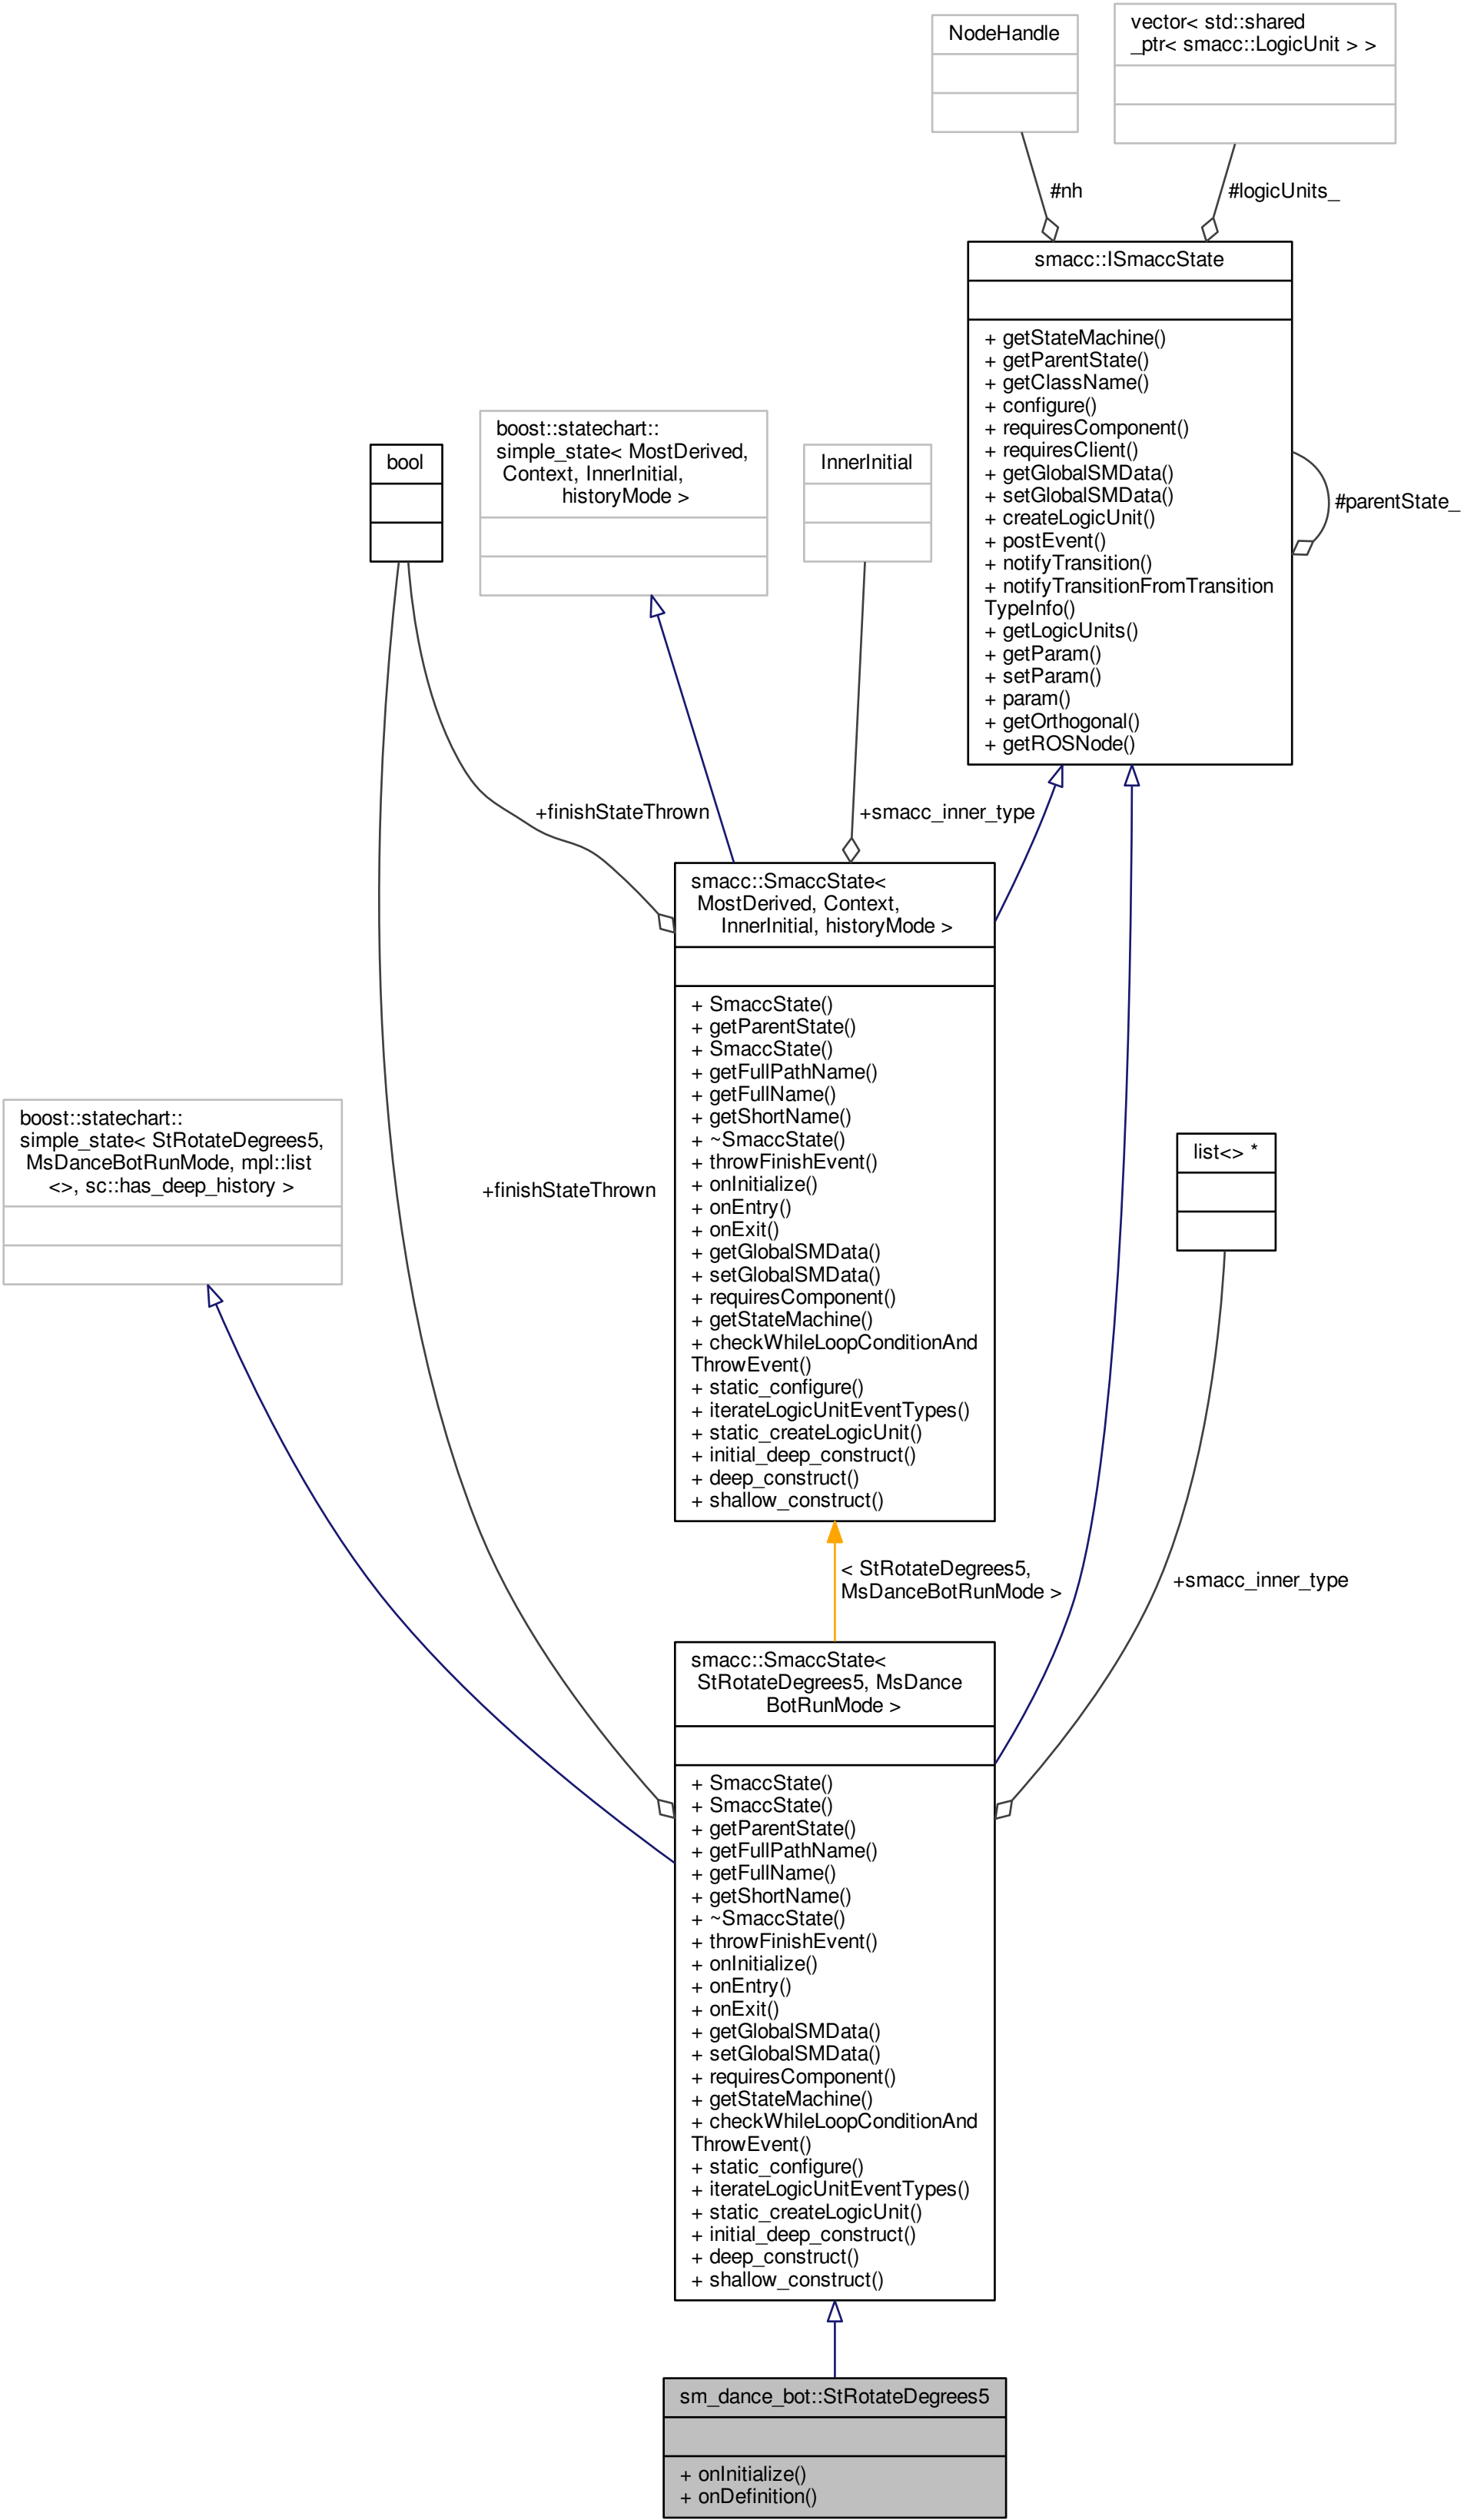 NodeHandle
vector< std::shared
_ptr< smacc::LogicUnit > >
#nh
#logicUnits_
smacc::ISmaccState
+ getStateMachine()
+ getParentState()
+ getClassName()
+ configure()
+ requiresComponent()
+ requiresClient()
+ getGlobalSMData()
+ setGlobalSMData()
+ createLogicUnit()
+ postEvent()
+ notifyTransition()
+ notifyTransitionFromTransition
TypeInfo()
+ getLogicUnits()
+ getParam()
+ setParam()
+ param()
+ getOrthogonal()
+ getROSNode()
#parentState_
bool
boost::statechart::
simple_state< MostDerived,
Context, InnerInitial,
historyMode >
InnerInitial
+finishStateThrown
+smacc_inner_type
smacc::SmaccState<
MostDerived, Context,
InnerInitial, historyMode >
+ SmaccState()
+ getParentState()
+ SmaccState()
+ getFullPathName()
+ getFullName()
+ getShortName()
+ ~SmaccState()
+ throwFinishEvent()
+ onInitialize()
+ onEntry()
+ onExit()
+ getGlobalSMData()
+ setGlobalSMData()
+ requiresComponent()
+ getStateMachine()
+ checkWhileLoopConditionAnd
ThrowEvent()
+ static_configure()
+ iterateLogicUnitEventTypes()
+ static_createLogicUnit()
+ initial_deep_construct()
+ deep_construct()
+ shallow_construct()
boost::statechart::
simple_state< StRotateDegrees5,
MsDanceBotRunMode, mpl::list
<>, sc::has_deep_history >
+finishStateThrown
list<> *
< StRotateDegrees5,
MsDanceBotRunMode >
+smacc_inner_type
smacc::SmaccState<
StRotateDegrees5, MsDance
BotRunMode >
+ SmaccState()
+ SmaccState()
+ getParentState()
+ getFullPathName()
+ getFullName()
+ getShortName()
+ ~SmaccState()
+ throwFinishEvent()
+ onInitialize()
+ onEntry()
+ onExit()
+ getGlobalSMData()
+ setGlobalSMData()
+ requiresComponent()
+ getStateMachine()
+ checkWhileLoopConditionAnd
ThrowEvent()
+ static_configure()
+ iterateLogicUnitEventTypes()
+ static_createLogicUnit()
+ initial_deep_construct()
+ deep_construct()
+ shallow_construct()
sm_dance_bot::StRotateDegrees5
+ onInitialize()
+ onDefinition()